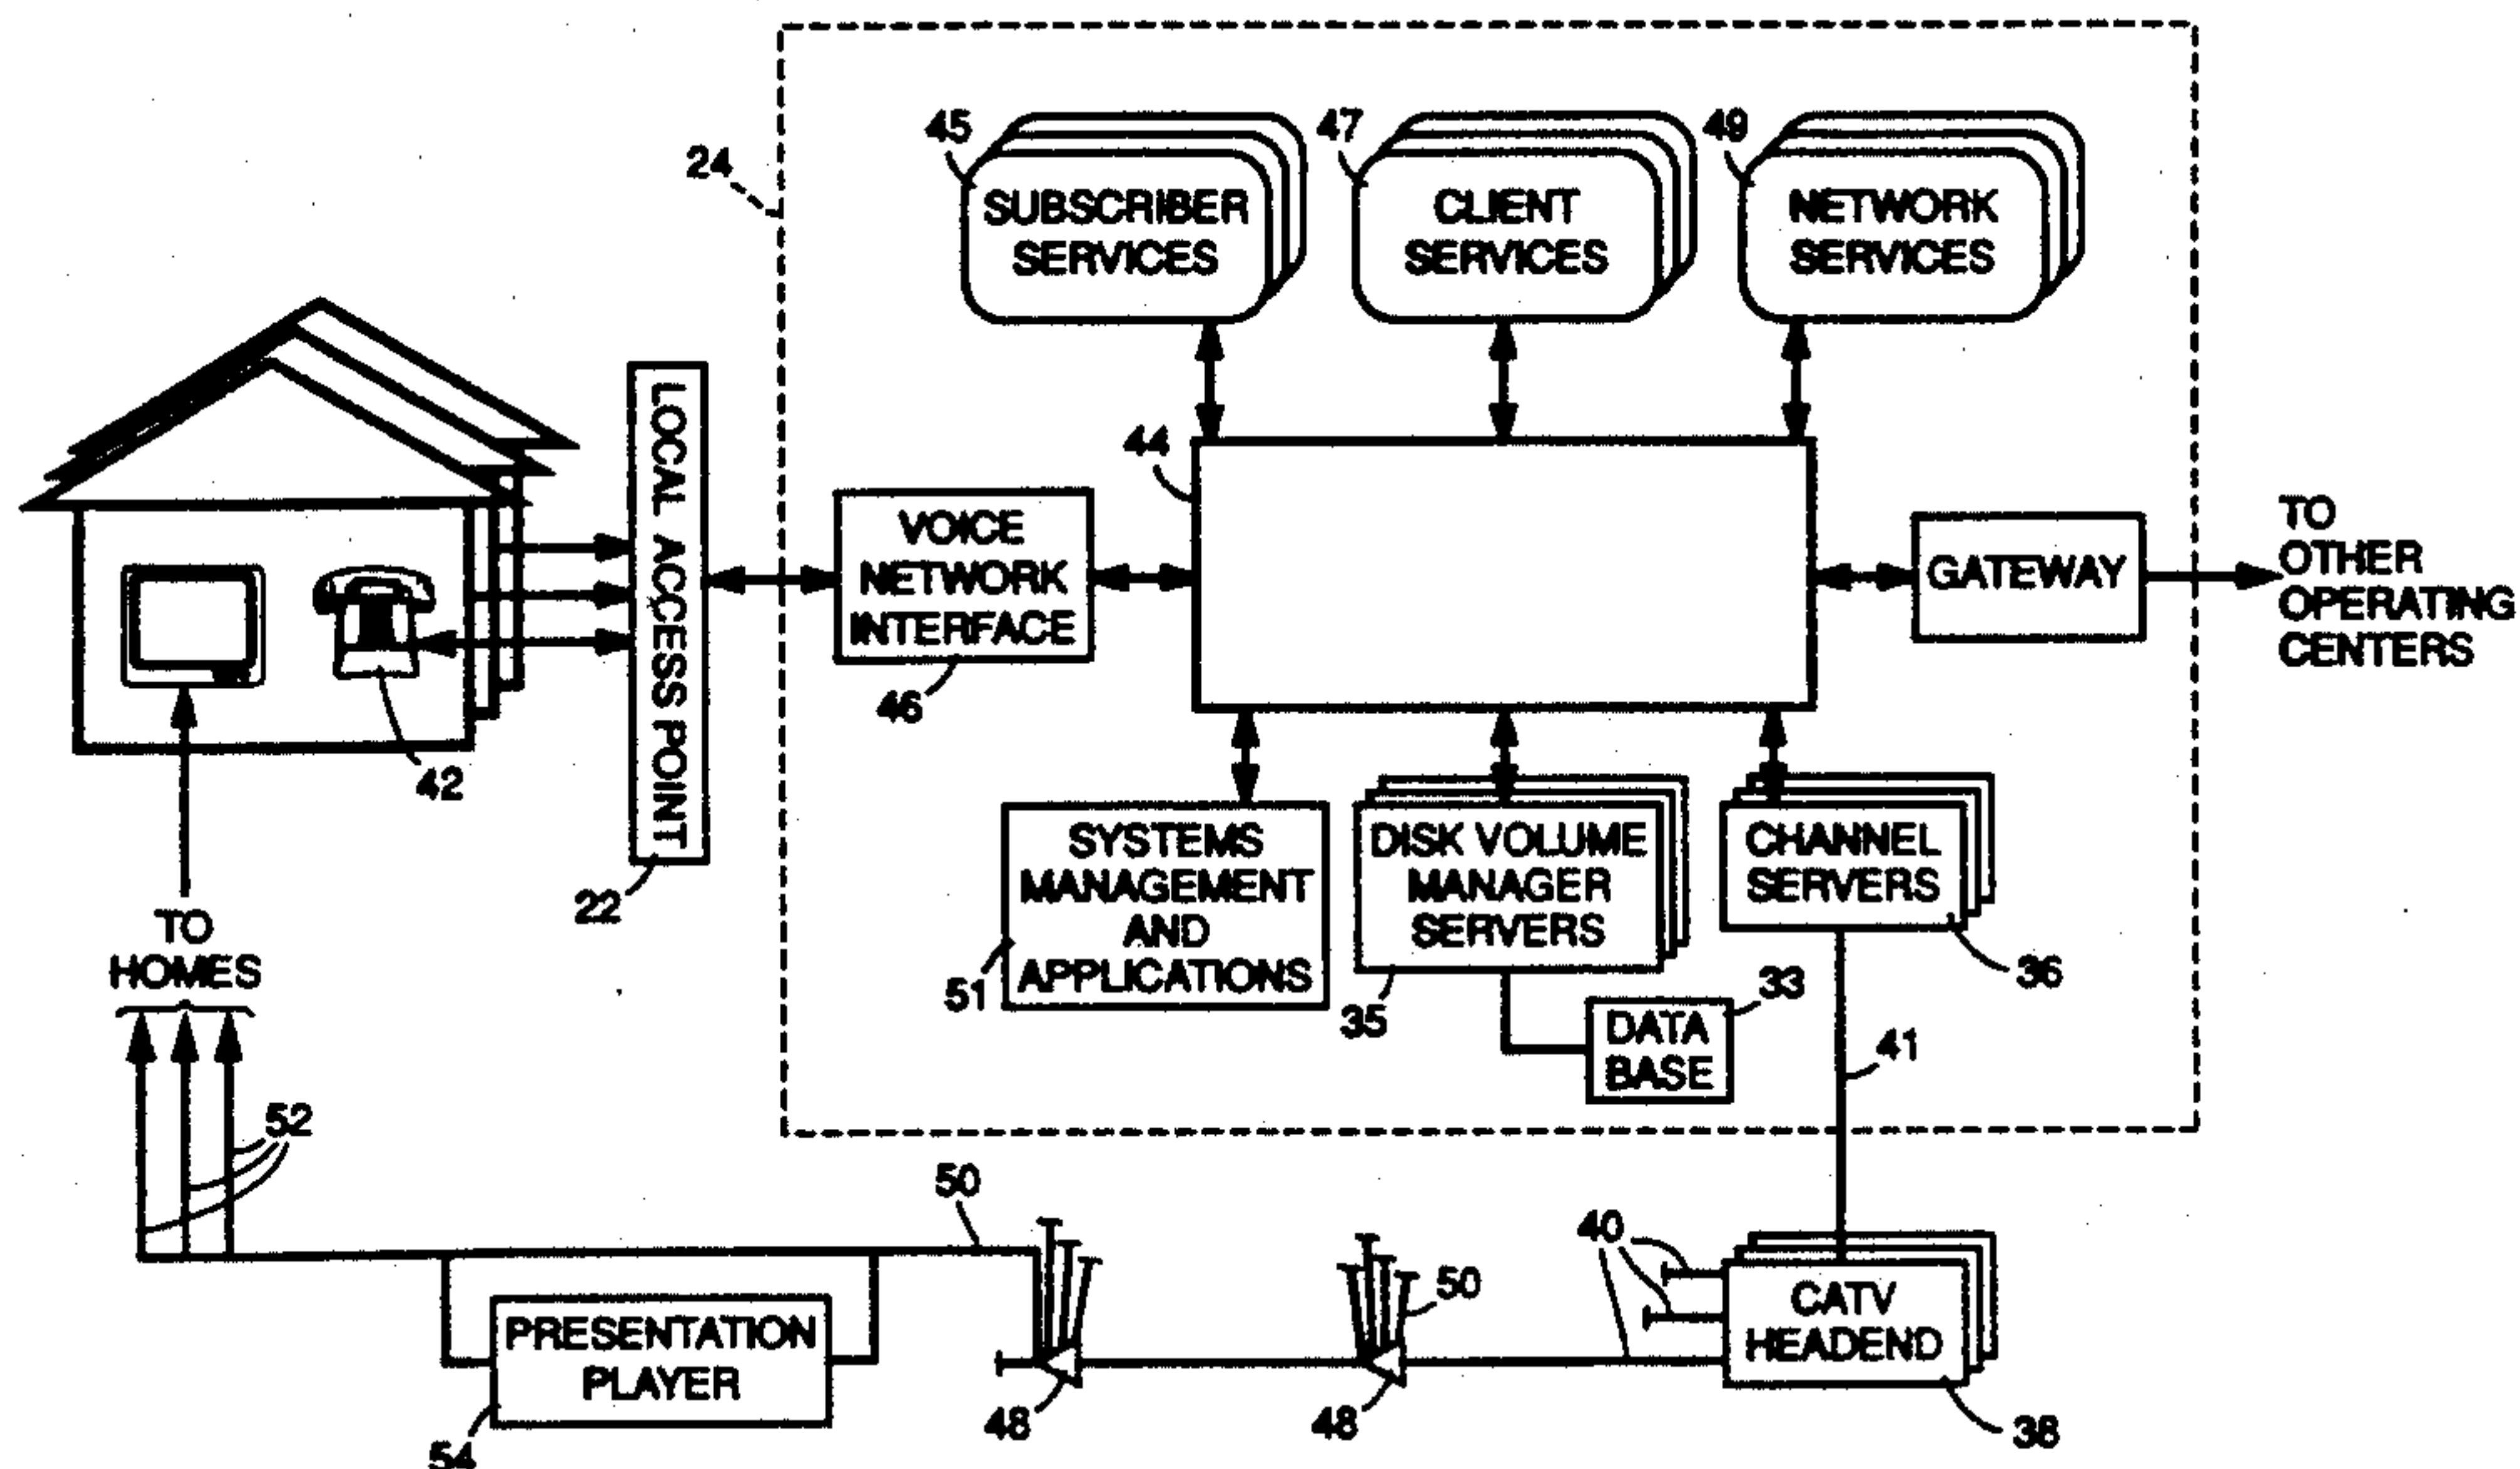 24
45
SUBSCRIBER
SERVICES
47
CLIENT
SERVICES
49
NETWORK
SERVICES
44
LOCAL ACCESS POINT
22
42
VOICE
NETWORK
INTERFACE
46
GATEWAY
TO
OTHER
OPERATING
CENTERS
SYSTEMS
MANAGEMENT
AND
APPLICATIONS
51
DISK VOLUME
MANAGER
SERVERS
35
CHANNEL
SERVERS
36
DATA
BASE
33
41
TO
HOMES
52
50
PRESENTATION
PLAYER
54
48
50
48
40
CATV
HEADEND
38